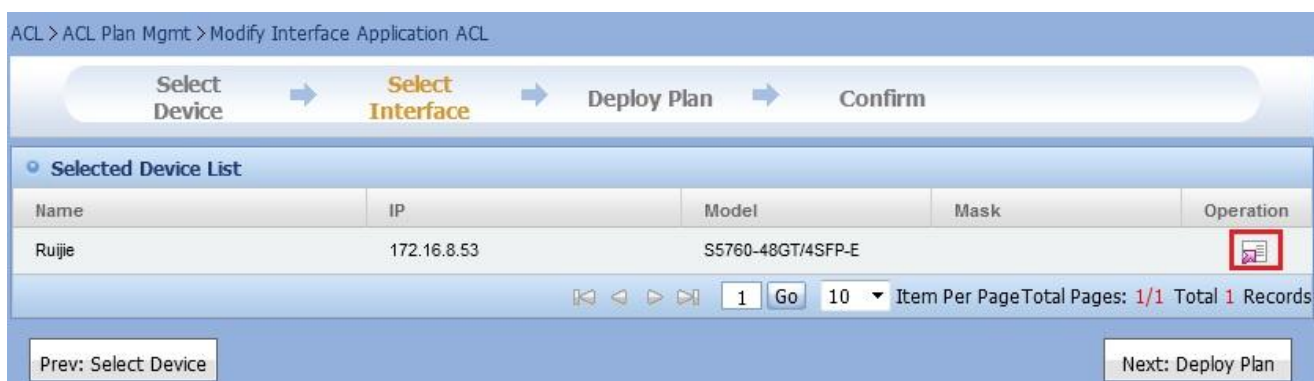 ACL > ACL Plan Mgmt > Modify Interface Application ACL
Select Device
Select Interface
Deploy Plan
Confirm
Selected Device List
Name IP Model Mask Operation
Ruijie 172.16.8.53 S5760-48GT/4SFP-E
1 Go 10 Item Per PageTotal Pages: 1/1 Total 1 Records
Prev: Select Device Next: Deploy Plan